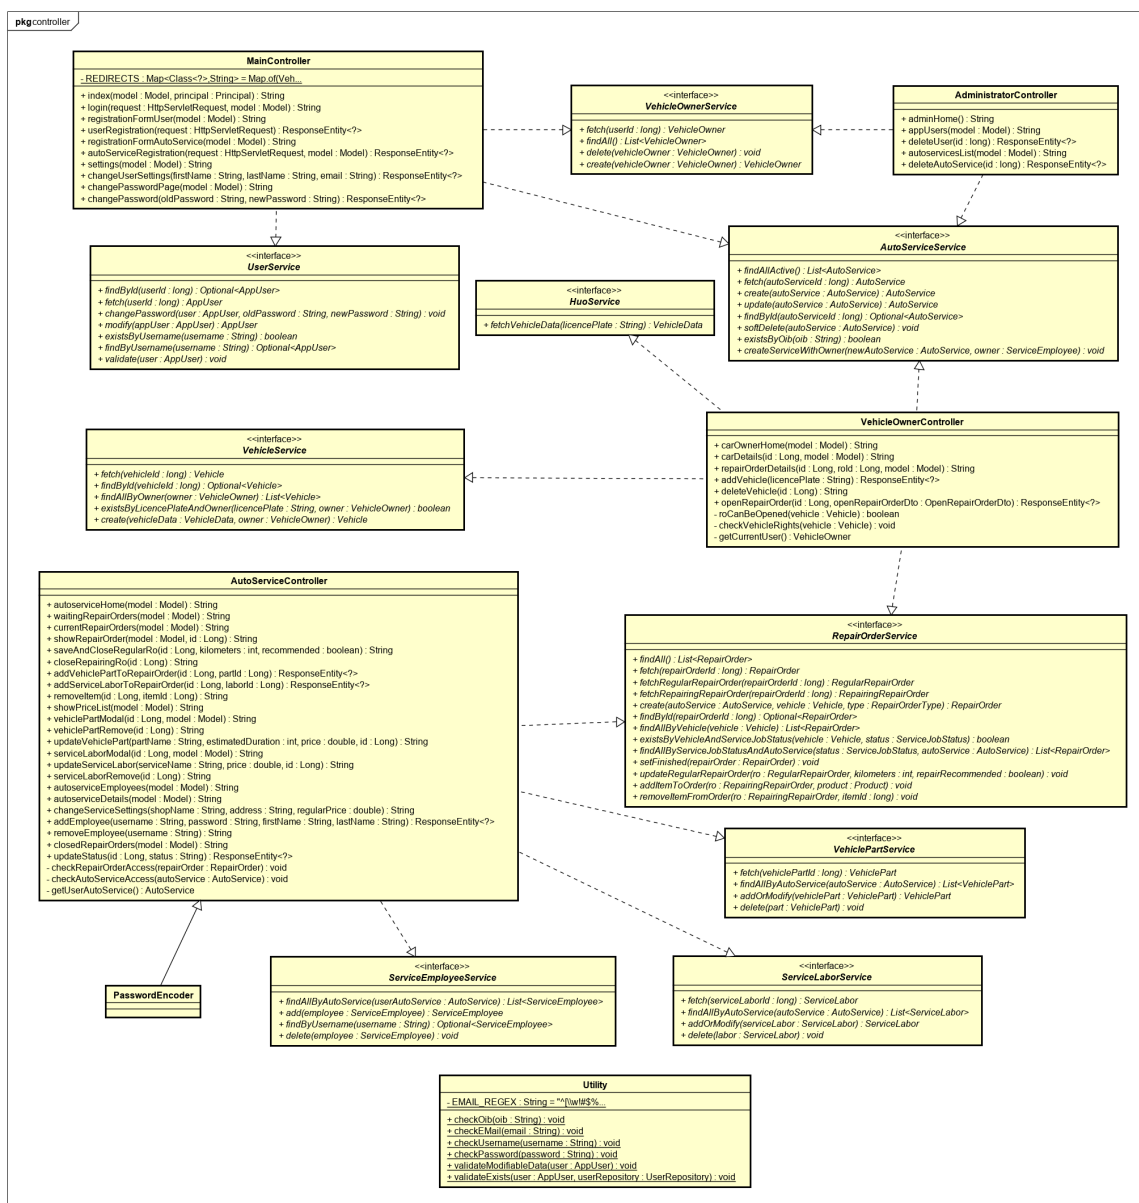 pkg controller
MainController
- REDIRECTS : Map<Class<?>,String> = Map.of(Veh...
+ index(model : Model, principal : Principal) : String
+ login(request : HttpServletRequest, model : Model) : String
+ registrationFormUser(model : Model) : String
+ userRegistration(request : HttpServletRequest) : ResponseEntity<?>
+ registrationFormAutoService(model : Model) : String
+ autoServiceRegistration(request : HttpServletRequest, model : Model) : ResponseEntity<?>
+ settings(model : Model) : String
+ changeUserSettings(firstName : String, lastName : String, email : String) : ResponseEntity<?>
+ changePasswordPage(model : Model) : String
+ changePassword(oldPassword : String, newPassword : String) : ResponseEntity<?>
<<interface>>
VehicleOwnerService
+ fetch(userId : long) : VehicleOwner
+ findAll() : List<VehicleOwner>
+ delete(vehicleOwner : VehicleOwner) : void
+ create(vehicleOwner : VehicleOwner) : VehicleOwner
AdministratorController
+ adminHome() : String
+ appUsers(model : Model) : String
+ deleteUser(id : long) : ResponseEntity<?>
+ autoservicesList(model : Model) : String
+ deleteAutoService(id : long) : ResponseEntity<?>
<<interface>>
UserService
+ findById(userId : long) : Optional<AppUser>
+ fetch(userId : long) : AppUser
+ changePassword(user : AppUser, oldPassword : String, newPassword : String) : void
+ modify(appUser : AppUser) : AppUser
+ existsByUsername(username : String) : boolean
+ findByUsername(username : String) : Optional<AppUser>
+ validate(user : AppUser) : void
<<interface>>
HuoService
+ fetchVehicleData(licencePlate : String) : VehicleData
<<interface>>
AutoServiceService
+ findAllActive() : List<AutoService>
+ fetch(autoServiceId : long) : AutoService
+ create(autoService : AutoService) : AutoService
+ update(autoService : AutoService) : AutoService
+ findById(autoServiceId : long) : Optional<AutoService>
+ softDelete(autoService : AutoService) : void
+ existsByOib(oib : String) : boolean
+ createServiceWithOwner(newAutoService : AutoService, owner : ServiceEmployee) : void
<<interface>>
VehicleService
+ fetch(vehicleId : long) : Vehicle
+ findById(vehicleId : long) : Optional<Vehicle>
+ findAllByOwner(owner : VehicleOwner) : List<Vehicle>
+ existsByLicencePlateAndOwner(licencePlate : String, owner : VehicleOwner) : boolean
+ create(vehicleData : VehicleData, owner : VehicleOwner) : Vehicle
VehicleOwnerController
+ carOwnerHome(model : Model) : String
+ carDetails(id : Long, model : Model) : String
+ repairOrderDetails(id : Long, roId : Long, model : Model) : String
+ addVehicle(licencePlate : String) : ResponseEntity<?>
+ deleteVehicle(id : Long) : String
+ openRepairOrder(id : Long, openRepairOrderDto : OpenRepairOrderDto) : ResponseEntity<?>
- roCanBeOpened(vehicle : Vehicle) : boolean
- checkVehicleRights(vehicle : Vehicle) : void
- getCurrentUser() : VehicleOwner
AutoServiceController
+ autoserviceHome(model : Model) : String
+ waitingRepairOrders(model : Model) : String
+ currentRepairOrders(model : Model) : String
+ showRepairOrder(model : Model, id : Long) : String
+ saveAndCloseRegularRo(id : Long, kilometers : int, recommended : boolean) : String
+ closeRepairingRo(id : Long) : String
+ addVehiclePartToRepairOrder(id : Long, partId : Long) : ResponseEntity<?>
+ addServiceLaborToRepairOrder(id : Long, laborId : Long) : ResponseEntity<?>
+ removeItem(id : Long, itemId : Long) : String
+ showPriceList(model : Model) : String
+ vehiclePartModal(id : Long, model : Model) : String
+ vehiclePartRemove(id : Long) : String
+ updateVehiclePart(partName : String, estimatedDuration : int, price : double, id : Long) : String
+ serviceLaborModal(id : Long, model : Model) : String
+ updateServiceLabor(serviceName : String, price : double, id : Long) : String
+ serviceLaborRemove(id : Long) : String
+ autoserviceEmployees(model : Model) : String
+ autoserviceDetails(model : Model) : String
+ changeServiceSettings(shopName : String, address : String, regularPrice : double) : String
+ addEmployee(username : String, password : String, firstName : String, lastName : String) : ResponseEntity<?>
+ removeEmployee(username : String) : String
+ closedRepairOrders(model : Model) : String
+ updateStatus(id : Long, status : String) : ResponseEntity<?>
- checkRepairOrderAccess(repairOrder : RepairOrder) : void
- checkAutoServiceAccess(autoService : AutoService) : void
- getUserAutoService() : AutoService
<<interface>>
RepairOrderService
+ findAll() : List<RepairOrder>
+ fetch(repairOrderId : long) : RepairOrder
+ fetchRegularRepairOrder(repairOrderId : long) : RegularRepairOrder
+ fetchRepairingRepairOrder(repairOrderId : long) : RepairingRepairOrder
+ create(autoService : AutoService, vehicle : Vehicle, type : RepairOrderType) : RepairOrder
+ findById(repairOrderId : long) : Optional<RepairOrder>
+ findAllByVehicle(vehicle : Vehicle) : List<RepairOrder>
+ existsByVehicleAndServiceJobStatus(vehicle : Vehicle, status : ServiceJobStatus) : boolean
+ findAllByServiceJobStatusAndAutoService(status : ServiceJobStatus, autoService : AutoService) : List<RepairOrder>
+ setFinished(repairOrder : RepairOrder) : void
+ updateRegularRepairOrder(ro : RegularRepairOrder, kilometers : int, repairRecommended : boolean) : void
+ addItemToOrder(ro : RepairingRepairOrder, product : Product) : void
+ removeItemFromOrder(ro : RepairingRepairOrder, itemId : long) : void
<<interface>>
VehiclePartService
+ fetch(vehiclePartId : long) : VehiclePart
+ findAllByAutoService(autoService : AutoService) : List<VehiclePart>
+ addOrModify(vehiclePart : VehiclePart) : VehiclePart
+ delete(part : VehiclePart) : void
PasswordEncoder
<<interface>>
ServiceEmployeeService
+ findAllByAutoService(userAutoService : AutoService) : List<ServiceEmployee>
+ add(employee : ServiceEmployee) : ServiceEmployee
+ findByUsername(username : String) : Optional<ServiceEmployee>
+ delete(employee : ServiceEmployee) : void
<<interface>>
ServiceLaborService
+ fetch(serviceLaborId : long) : ServiceLabor
+ findAllByAutoService(autoService : AutoService) : List<ServiceLabor>
+ addOrModify(serviceLabor : ServiceLabor) : ServiceLabor
+ delete(labor : ServiceLabor) : void
Utility
- EMAIL_REGEX : String = "^[\\w!#$%...
+ checkOib(oib : String) : void
+ checkEMail(email : String) : void
+ checkUsername(username : String) : void
+ checkPassword(password : String) : void
+ validateModifiableData(user : AppUser) : void
+ validateExists(user : AppUser, userRepository : UserRepository) : void